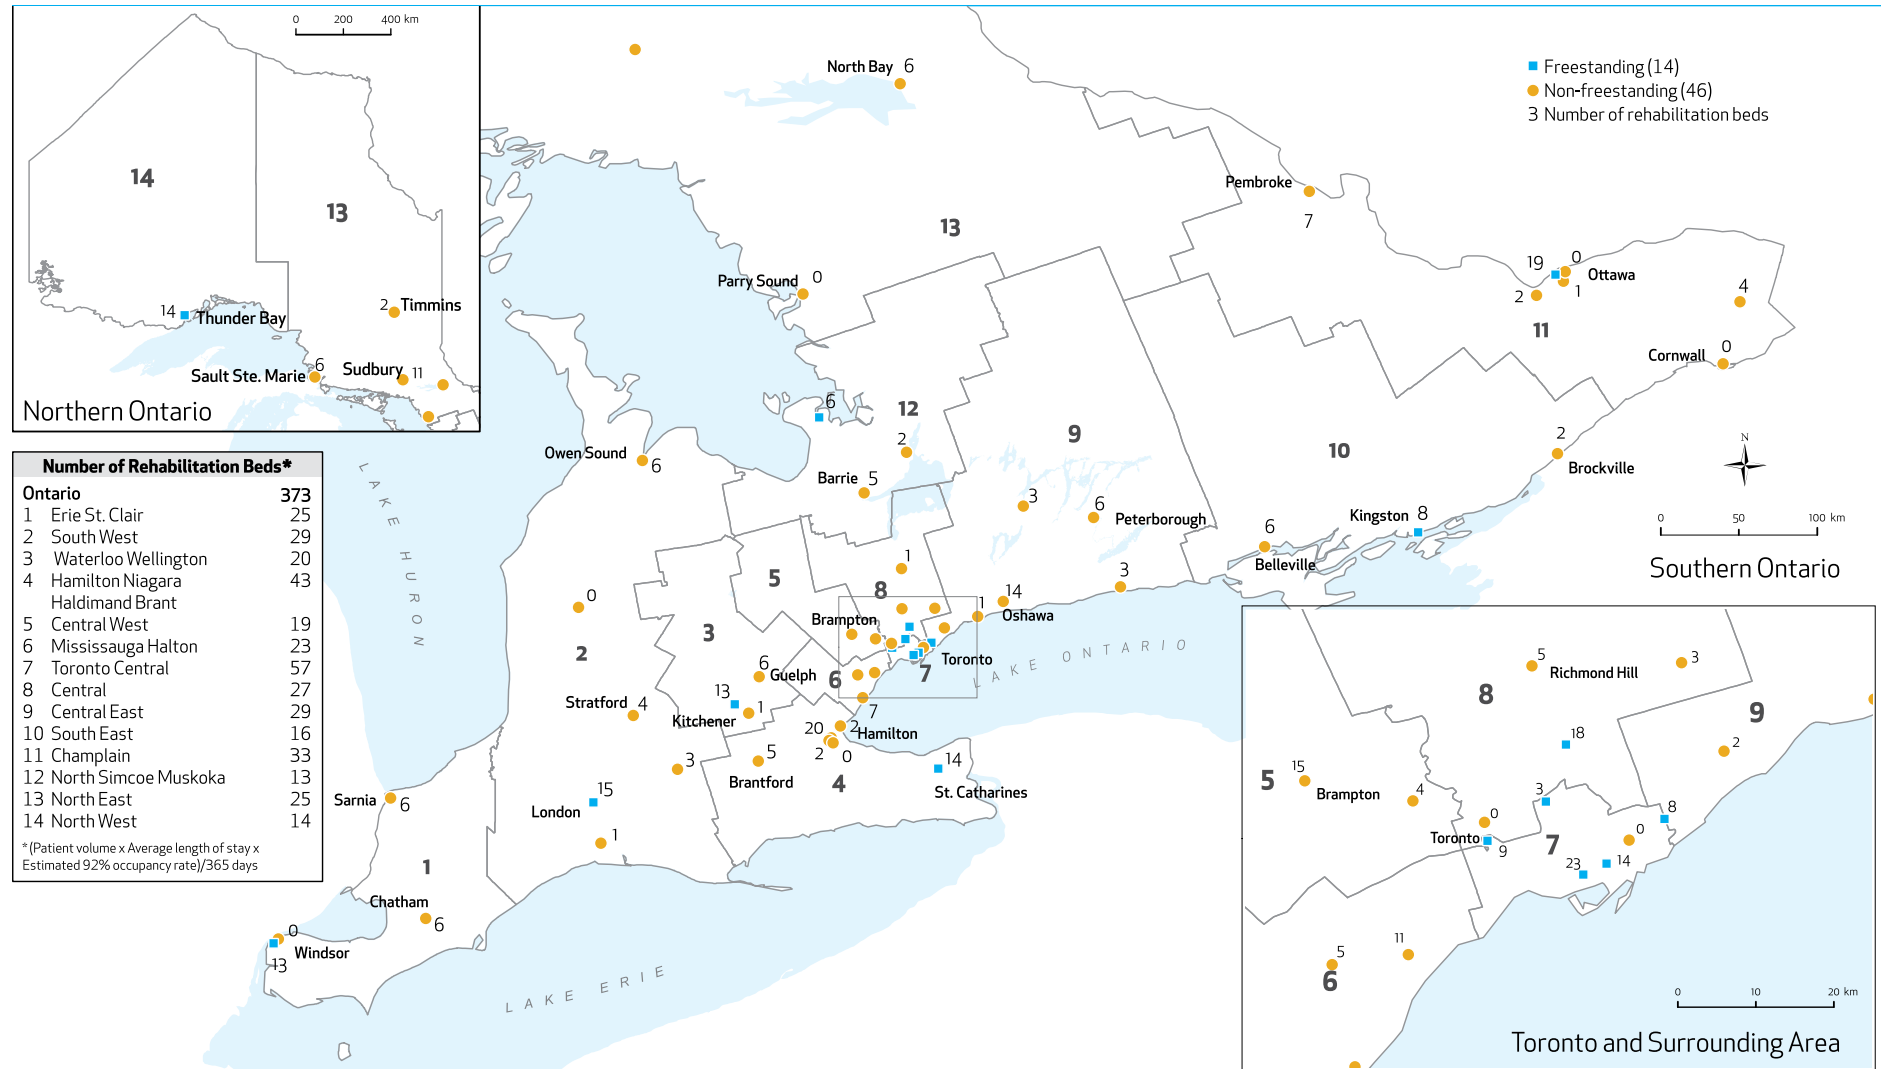 0 200 400 km
14
13
14 Thunder Bay
2 Timmins
6
Sault Ste. Marie
Sudbury 11
Northern Ontario
Number of Rehabilitation Beds*
Ontario 373
1 Erie St. Clair 25
2 South West 29
3 Waterloo Wellington 20
4 Hamilton Niagara 43
Haldimand Brant
5 Central West 19
6 Mississauga Halton 23
7 Toronto Central 57
8 Central 27
9 Central East 29
10 South East 16
11 Champlain 33
12 North Simcoe Muskoka 13
13 North East 25
14 North West 14
*(Patient volume x Average length of stay x
Estimated 92% occupancy rate)/365 days
Freestanding (14)
Non-freestanding (46)
3 Number of rehabilitation beds
North Bay 6
Pembroke
7
13
Parry Sound 0
19 0
Ottawa
2 1
4
11
Cornwall 0
6
12
2
Barrie 5
9
10
2
Brockville
N
0 50 100 km
Southern Ontario
Owen Sound 6
3
6
Peterborough
Kingston 8
6
Belleville
LAKE HURON
0
5
1
8
3
14
1
Oshawa
Brampton
3
2
Toronto
7
LAKE ONTARIO
6
Guelph
6
13
Kitchener 1
Stratford 4
7
20 2
Hamilton
2 0
3
5
Brantford
4
14
St. Catharines
15
London
1
Sarnia 6
1
Chatham
6
0
Windsor
13
LAKE ERIE
5
Richmond Hill
3
8
9
18
2
15
5
Brampton
4
3
8
0
Toronto
9
7
0
23
14
5
11
6
0 10 20 km
Toronto and Surrounding Area